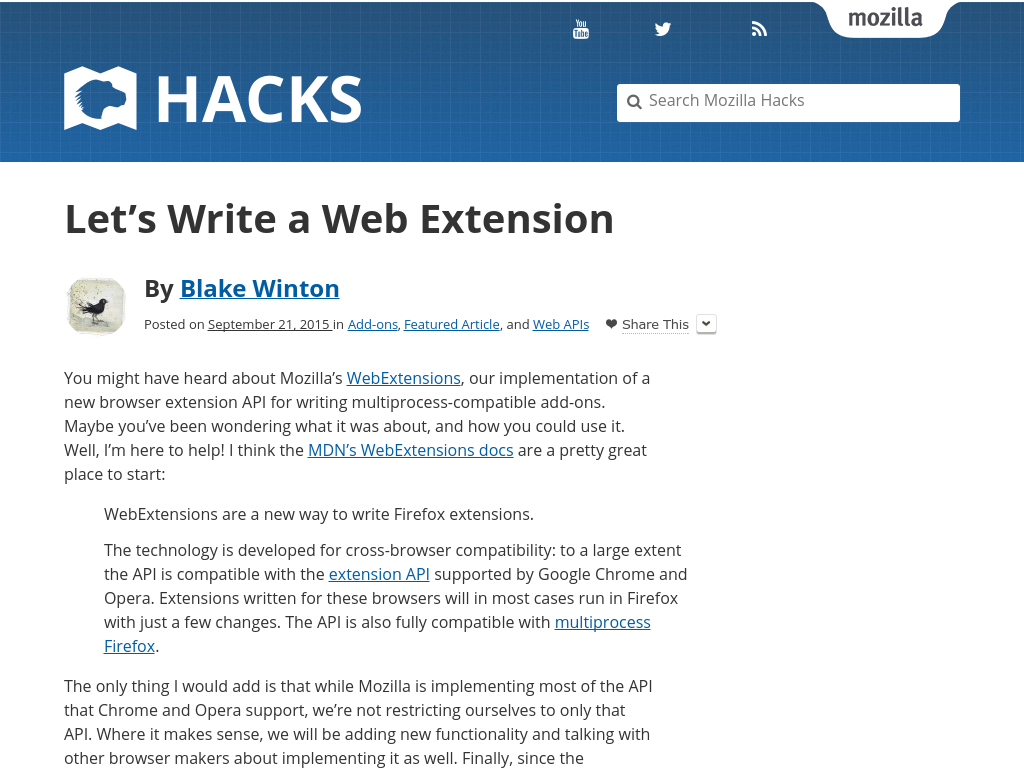 You Tube
mozilla
HACKS
Search Mozilla Hacks
Let’s Write a Web Extension
By Blake Winton
Posted on September 21, 2015 in Add-ons, Featured Article, and Web APIs Share This
You might have heard about Mozilla’s WebExtensions, our implementation of a
new browser extension API for writing multiprocess-compatible add-ons.
Maybe you’ve been wondering what it was about, and how you could use it.
Well, I’m here to help! I think the MDN’s WebExtensions docs are a pretty great
place to start:
WebExtensions are a new way to write Firefox extensions.
The technology is developed for cross-browser compatibility: to a large extent
the API is compatible with the extension API supported by Google Chrome and
Opera. Extensions written for these browsers will in most cases run in Firefox
with just a few changes. The API is also fully compatible with multiprocess
Firefox.
The only thing I would add is that while Mozilla is implementing most of the API
that Chrome and Opera support, we’re not restricting ourselves to only that
API. Where it makes sense, we will be adding new functionality and talking with
other browser makers about implementing it as well. Finally, since the